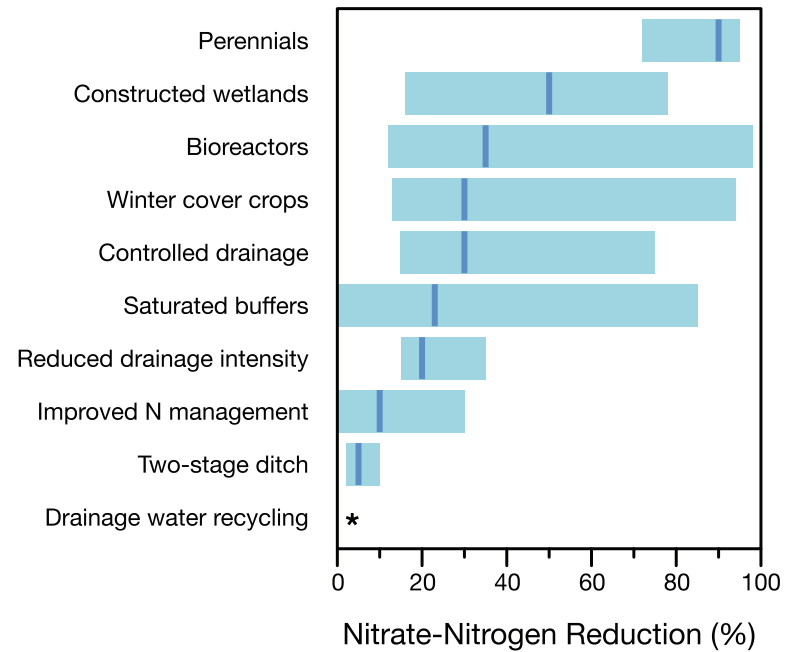 Perennials
Constructed wetlands
Bioreactors
Winter cover crops
Controlled drainage
Saturated buffers
Reduced drainage intensity
Improved N management
Two-stage ditch
Drainage water recycling *
0 20 40 60 80 100
Nitrate-Nitrogen Reduction (%)